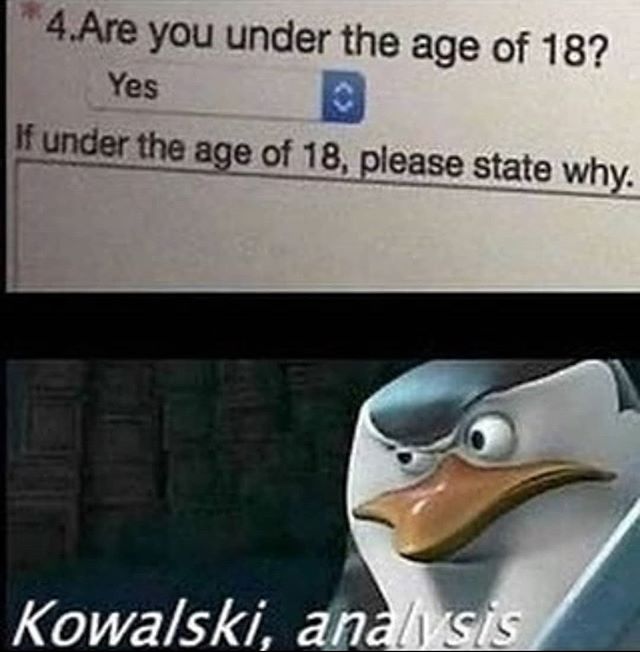 *4.Are you under the age of 18?
Yes
If under the age of 18, please state why.
Kowalski, analysis